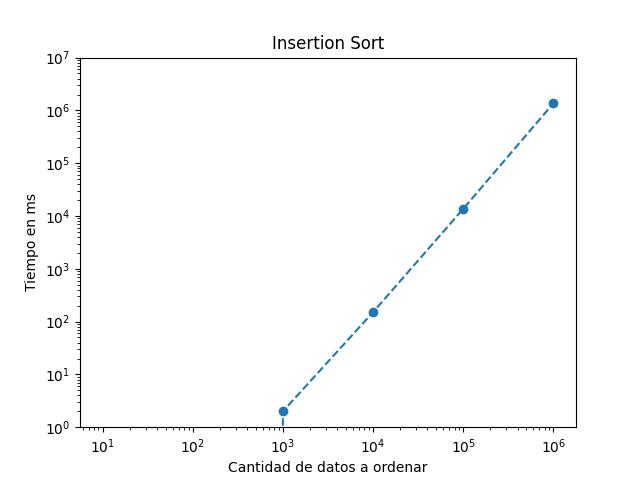 Insertion Sort
10^7
10^6
10^5
10^4
10^3
10^2
10^1
10^0
Tiempo en ms
10^1 10^2 10^3 10^4 10^5 10^6
Cantidad de datos a ordenar